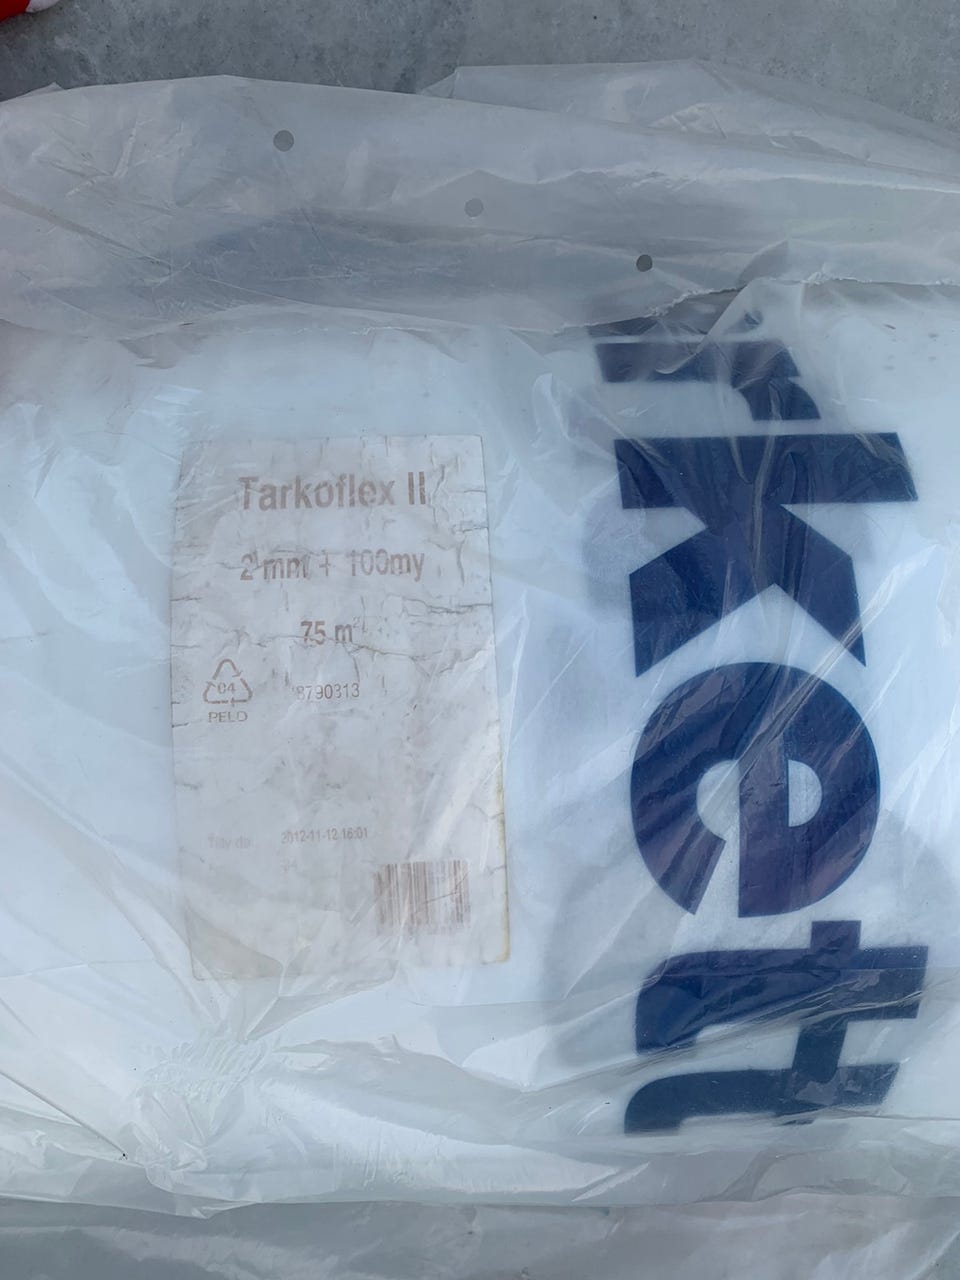 Tarkoflex II
2 mm + 100my
75 m²
04
PELD
8790313
2012-11-12 16:01
rkett